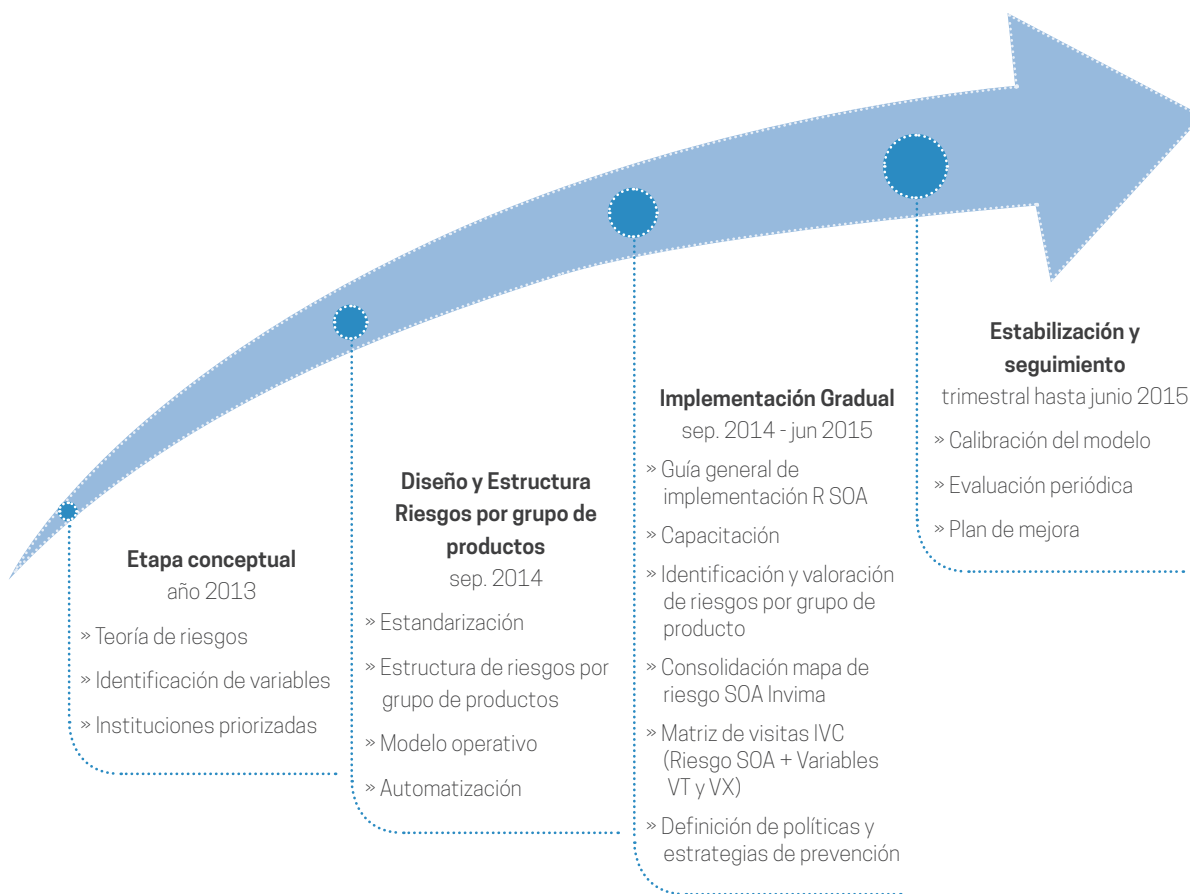 Etapa conceptual
año 2013
» Teoría de riesgos
» Identificación de variables
» Instituciones priorizadas
Diseño y Estructura
Riesgos por grupo de
productos
sep. 2014
» Estandarización
» Estructura de riesgos por
grupo de productos
» Modelo operativo
» Automatización
Implementación Gradual
sep. 2014 - jun 2015
» Guía general de
implementación R SOA
» Capacitación
» Identificación y valoración
de riesgos por grupo de
producto
» Consolidación mapa de
riesgo SOA Invima
» Matriz de visitas IVC
(Riesgo SOA + Variables
VT y VX)
» Definición de políticas y
estrategias de prevención
Estabilización y
seguimiento
trimestral hasta junio 2015
» Calibración del modelo
» Evaluación periódica
» Plan de mejora